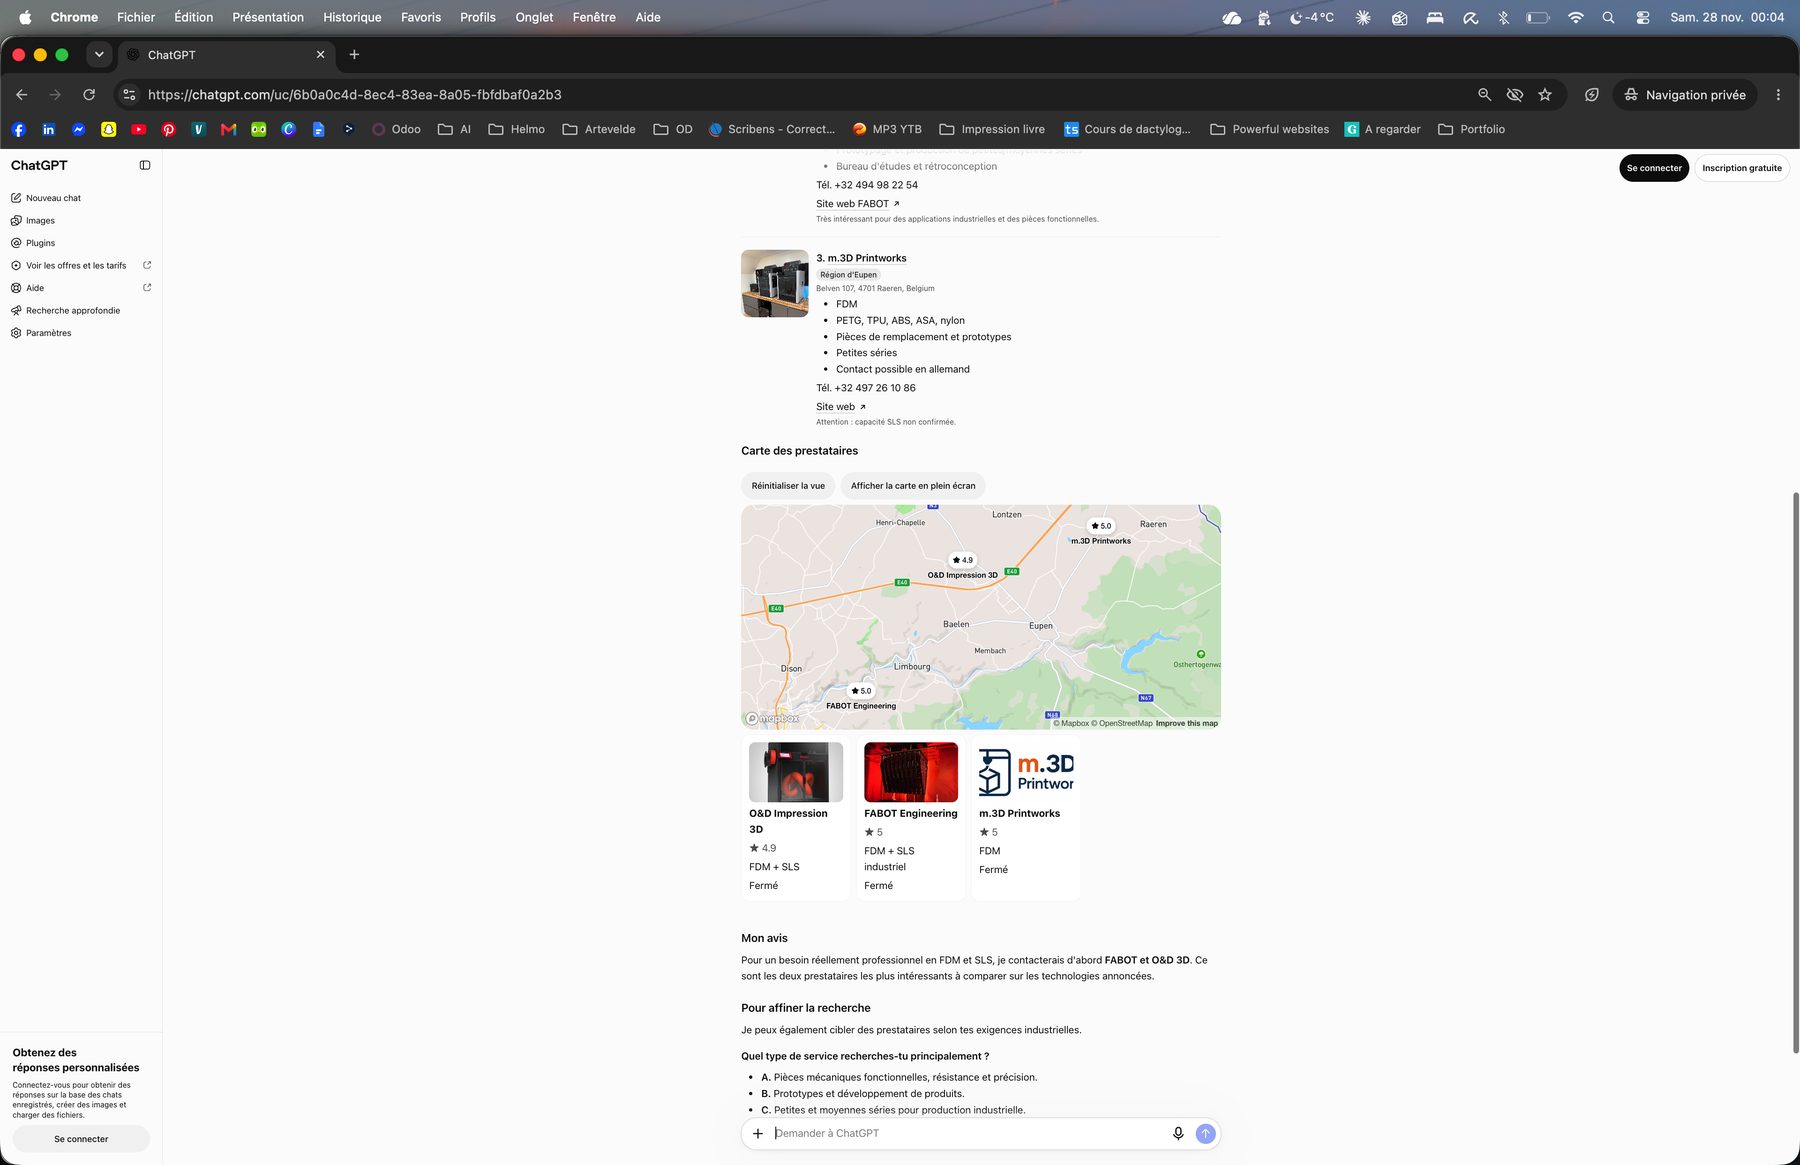 Chrome Fichier Édition Présentation Historique Favoris Profils Onglet Fenêtre Aide -4°C Sam. 28 nov. 00:04
ChatGPT
https://chatgpt.com/uc/6b0a0c4d-8ec4-83ea-8a05-fbfdbaf0a2b3 Navigation privée
Odoo AI Helmo Artevelde OD Scribens - Correct... MP3 YTB Impression livre Cours de dactylog... Powerful websites A regarder Portfolio
ChatGPT
Nouveau chat
Images
Plugins
Voir les offres et les tarifs
Aide
Recherche approfondie
Paramètres
Obtenez des
réponses personnalisées
Connectez-vous pour obtenir des
réponses sur la base des chats
enregistrés, créer des images et
charger des fichiers.
Se connecter
Se connecter Inscription gratuite
Bureau d'études et rétroconception
Tél. +32 494 98 22 54
Site web FABOT
Très intéressant pour des applications industrielles et des pièces fonctionnelles.
3. m.3D Printworks
Région d'Eupen
Belven 107, 4701 Raeren, Belgium
FDM
PETG, TPU, ABS, ASA, nylon
Pièces de remplacement et prototypes
Petites séries
Contact possible en allemand
Tél. +32 497 26 10 86
Site web
Attention : capacité SLS non confirmée.
Carte des prestataires
Réinitialiser la vue Afficher la carte en plein écran
Lontzen
Henri-Chapelle
Raeren
5.0
m.3D Printworks
4.9
O&D Impression 3D
E40
E40
E40
Baelen
Eupen
Membach
Limbourg
Dison
Osthertogenwa
5.0
FABOT Engineering
N67
N68
mapbox
© Mapbox © OpenStreetMap Improve this map
m.3D
Printwor
O&D Impression
3D
4.9
FDM + SLS
Fermé
FABOT Engineering
5
FDM + SLS
industriel
Fermé
m.3D Printworks
5
FDM
Fermé
Mon avis
Pour un besoin réellement professionnel en FDM et SLS, je contacterais d'abord FABOT et O&D 3D. Ce
sont les deux prestataires les plus intéressants à comparer sur les technologies annoncées.
Pour affiner la recherche
Je peux également cibler des prestataires selon tes exigences industrielles.
Quel type de service recherches-tu principalement ?
A. Pièces mécaniques fonctionnelles, résistance et précision.
B. Prototypes et développement de produits.
C. Petites et moyennes séries pour production industrielle.
Demander à ChatGPT